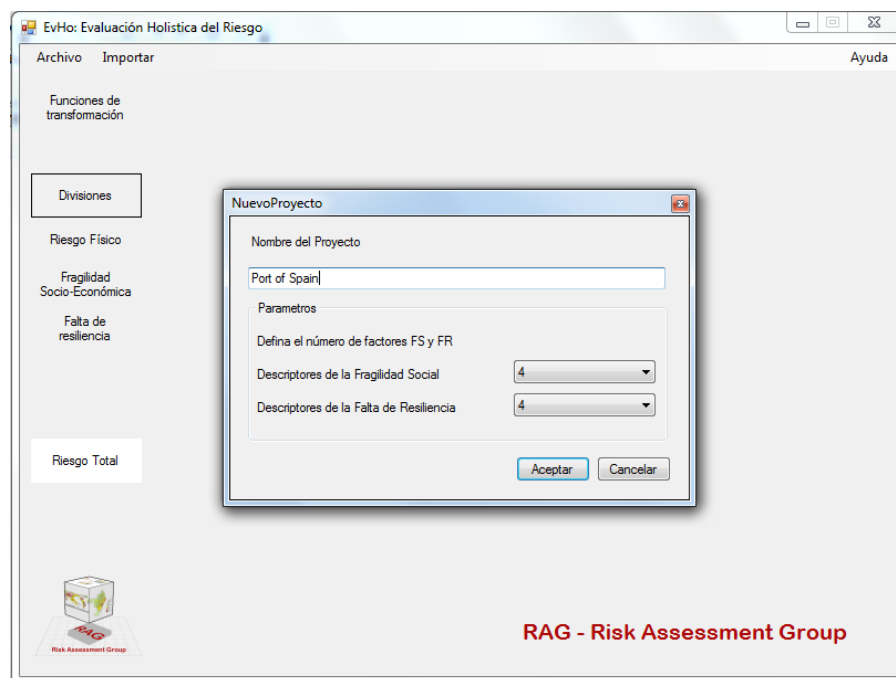 EvHo: Evaluación Holistica del Riesgo
Archivo Importar Ayuda
Funciones de
transformación
Divisiones
Riesgo Físico
Fragilidad
Socio-Económica
Falta de
resiliencia
Riesgo Total
NuevoProyecto
Nombre del Proyecto
Port of Spain
Parametros
Defina el número de factores FS y FR
Descriptores de la Fragilidad Social 4
Descriptores de la Falta de Resiliencia 4
Aceptar Cancelar
RAG
Risk Assessment Group
RAG - Risk Assessment Group